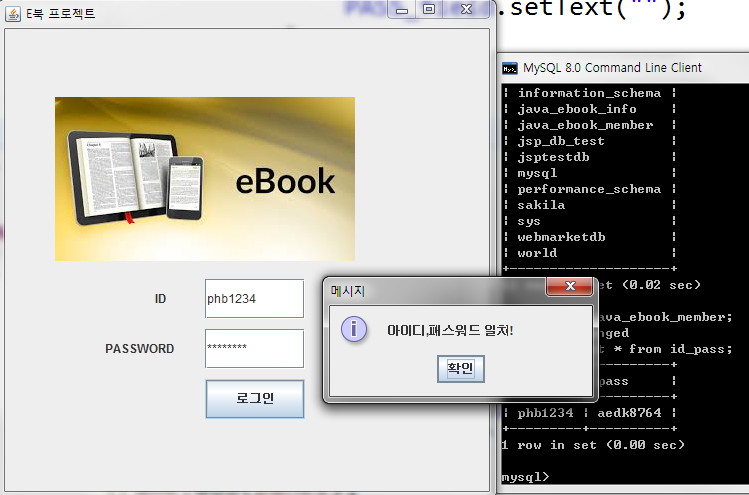 E북 프로젝트
eBook
ID
phb1234
PASSWORD
********
로그인
.setText("");
MySQL 8.0 Command Line Client
| information_schema |
| java_ebook_info |
| java_ebook_member |
| jsp_db_test |
| jsptestdb |
| mysql |
| performance_schema |
| sakila |
| sys |
| webmarketdb |
| world |
+--------------------+
et (0.02 sec)
ava_ebook_member;
nged
t * from id_pass;
---+----------+
pass |
---+----------+
| phb1234 | aedk8764 |
+---------+----------+
1 row in set (0.00 sec)
mysql>
메시지
아이디,패스워드 일처!
확인